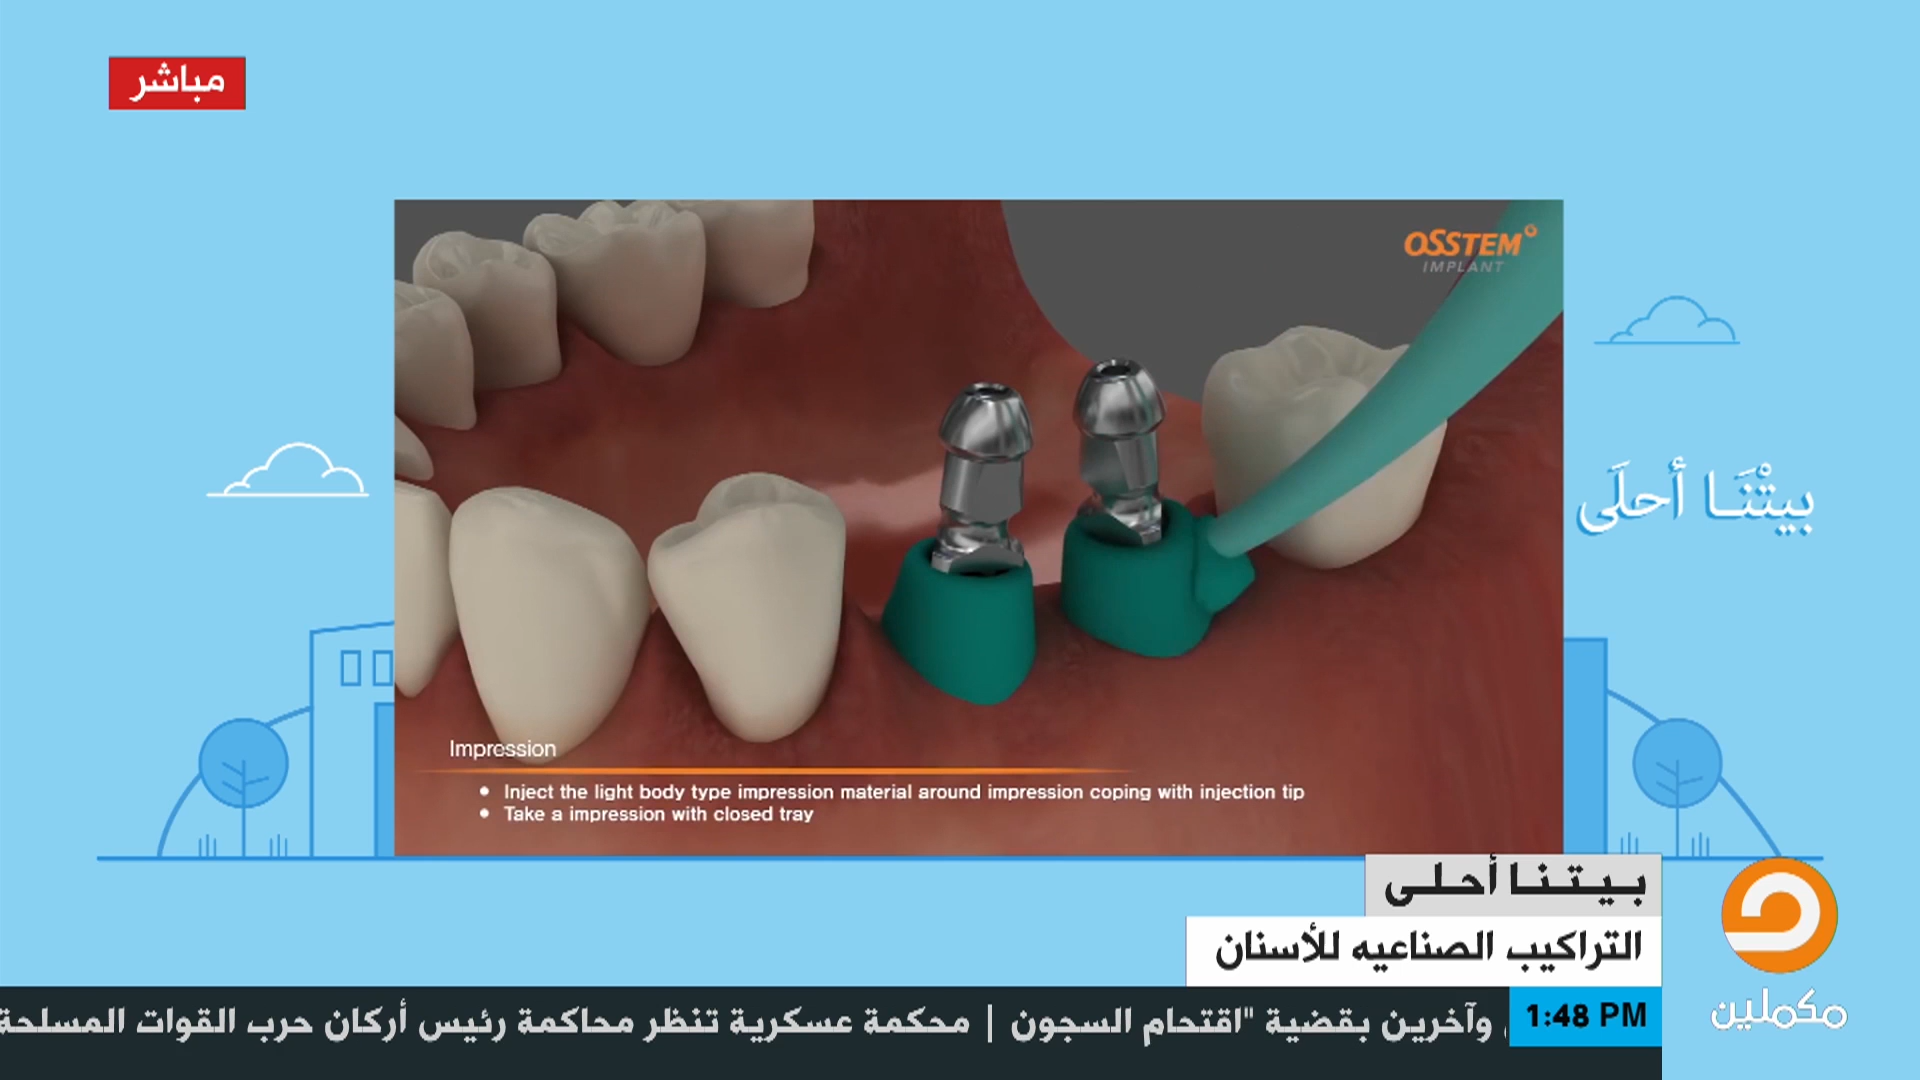 مباشر
OSSTEM
IMPLANT
بيتْنَا أحلَى
Impression
• Inject the light body type impression material around impression coping with injection tip
• Take a impression with closed tray
بيتنا أحلى
التراكيب الصناعيه للأسنان
وآخرين بقضية "اقتحام السجون | محكمة عسكرية تنظر محاكمة رئيس أركان حرب القوات المسلحة
1:48 PM
مكملين